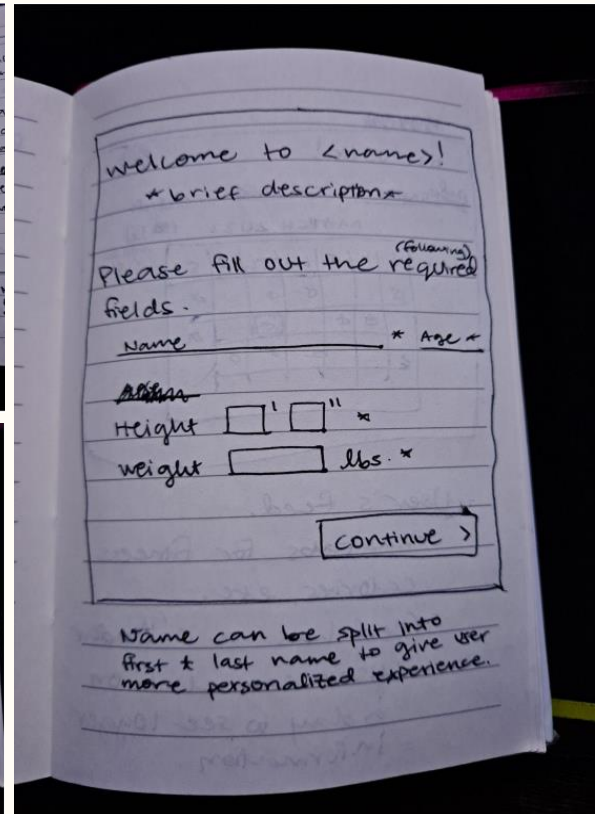 Welcome to <name>!
*brief description*
(following)
Please fill out the required
fields.
Name * Age *
Height ' " *
weight lbs. *
continue >
Name can be split into
first & last name to give user
more personalized experience.